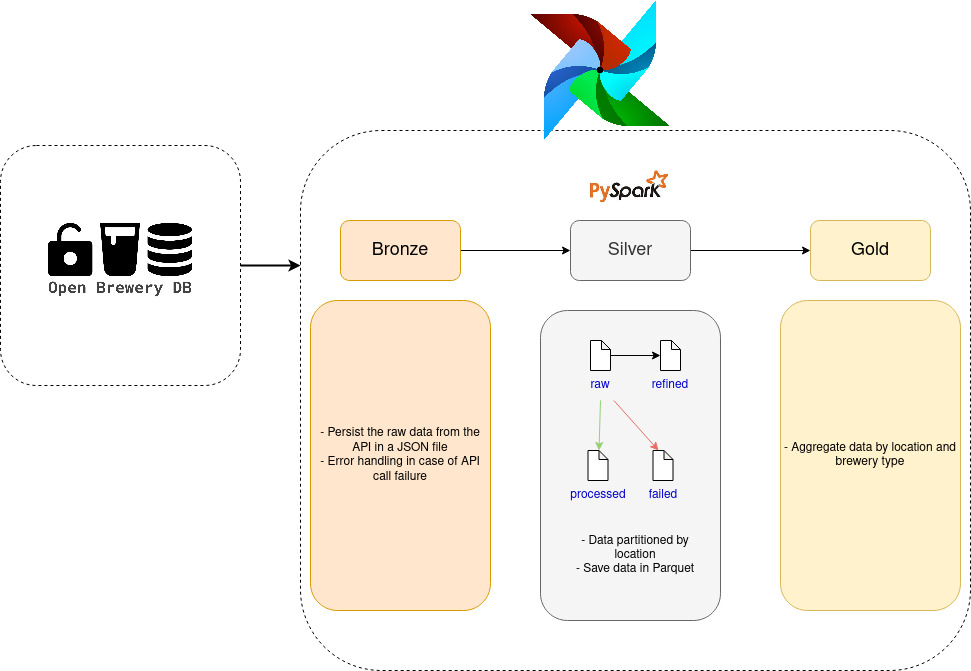 PySpark
Bronze
Silver
Gold
Open Brewery DB
raw
refined
- Persist the raw data from the
API in a JSON file
- Error handling in case of API
call failure
- Aggregate data by location and
brewery type
processed
failed
- Data partitioned by
location
- Save data in Parquet